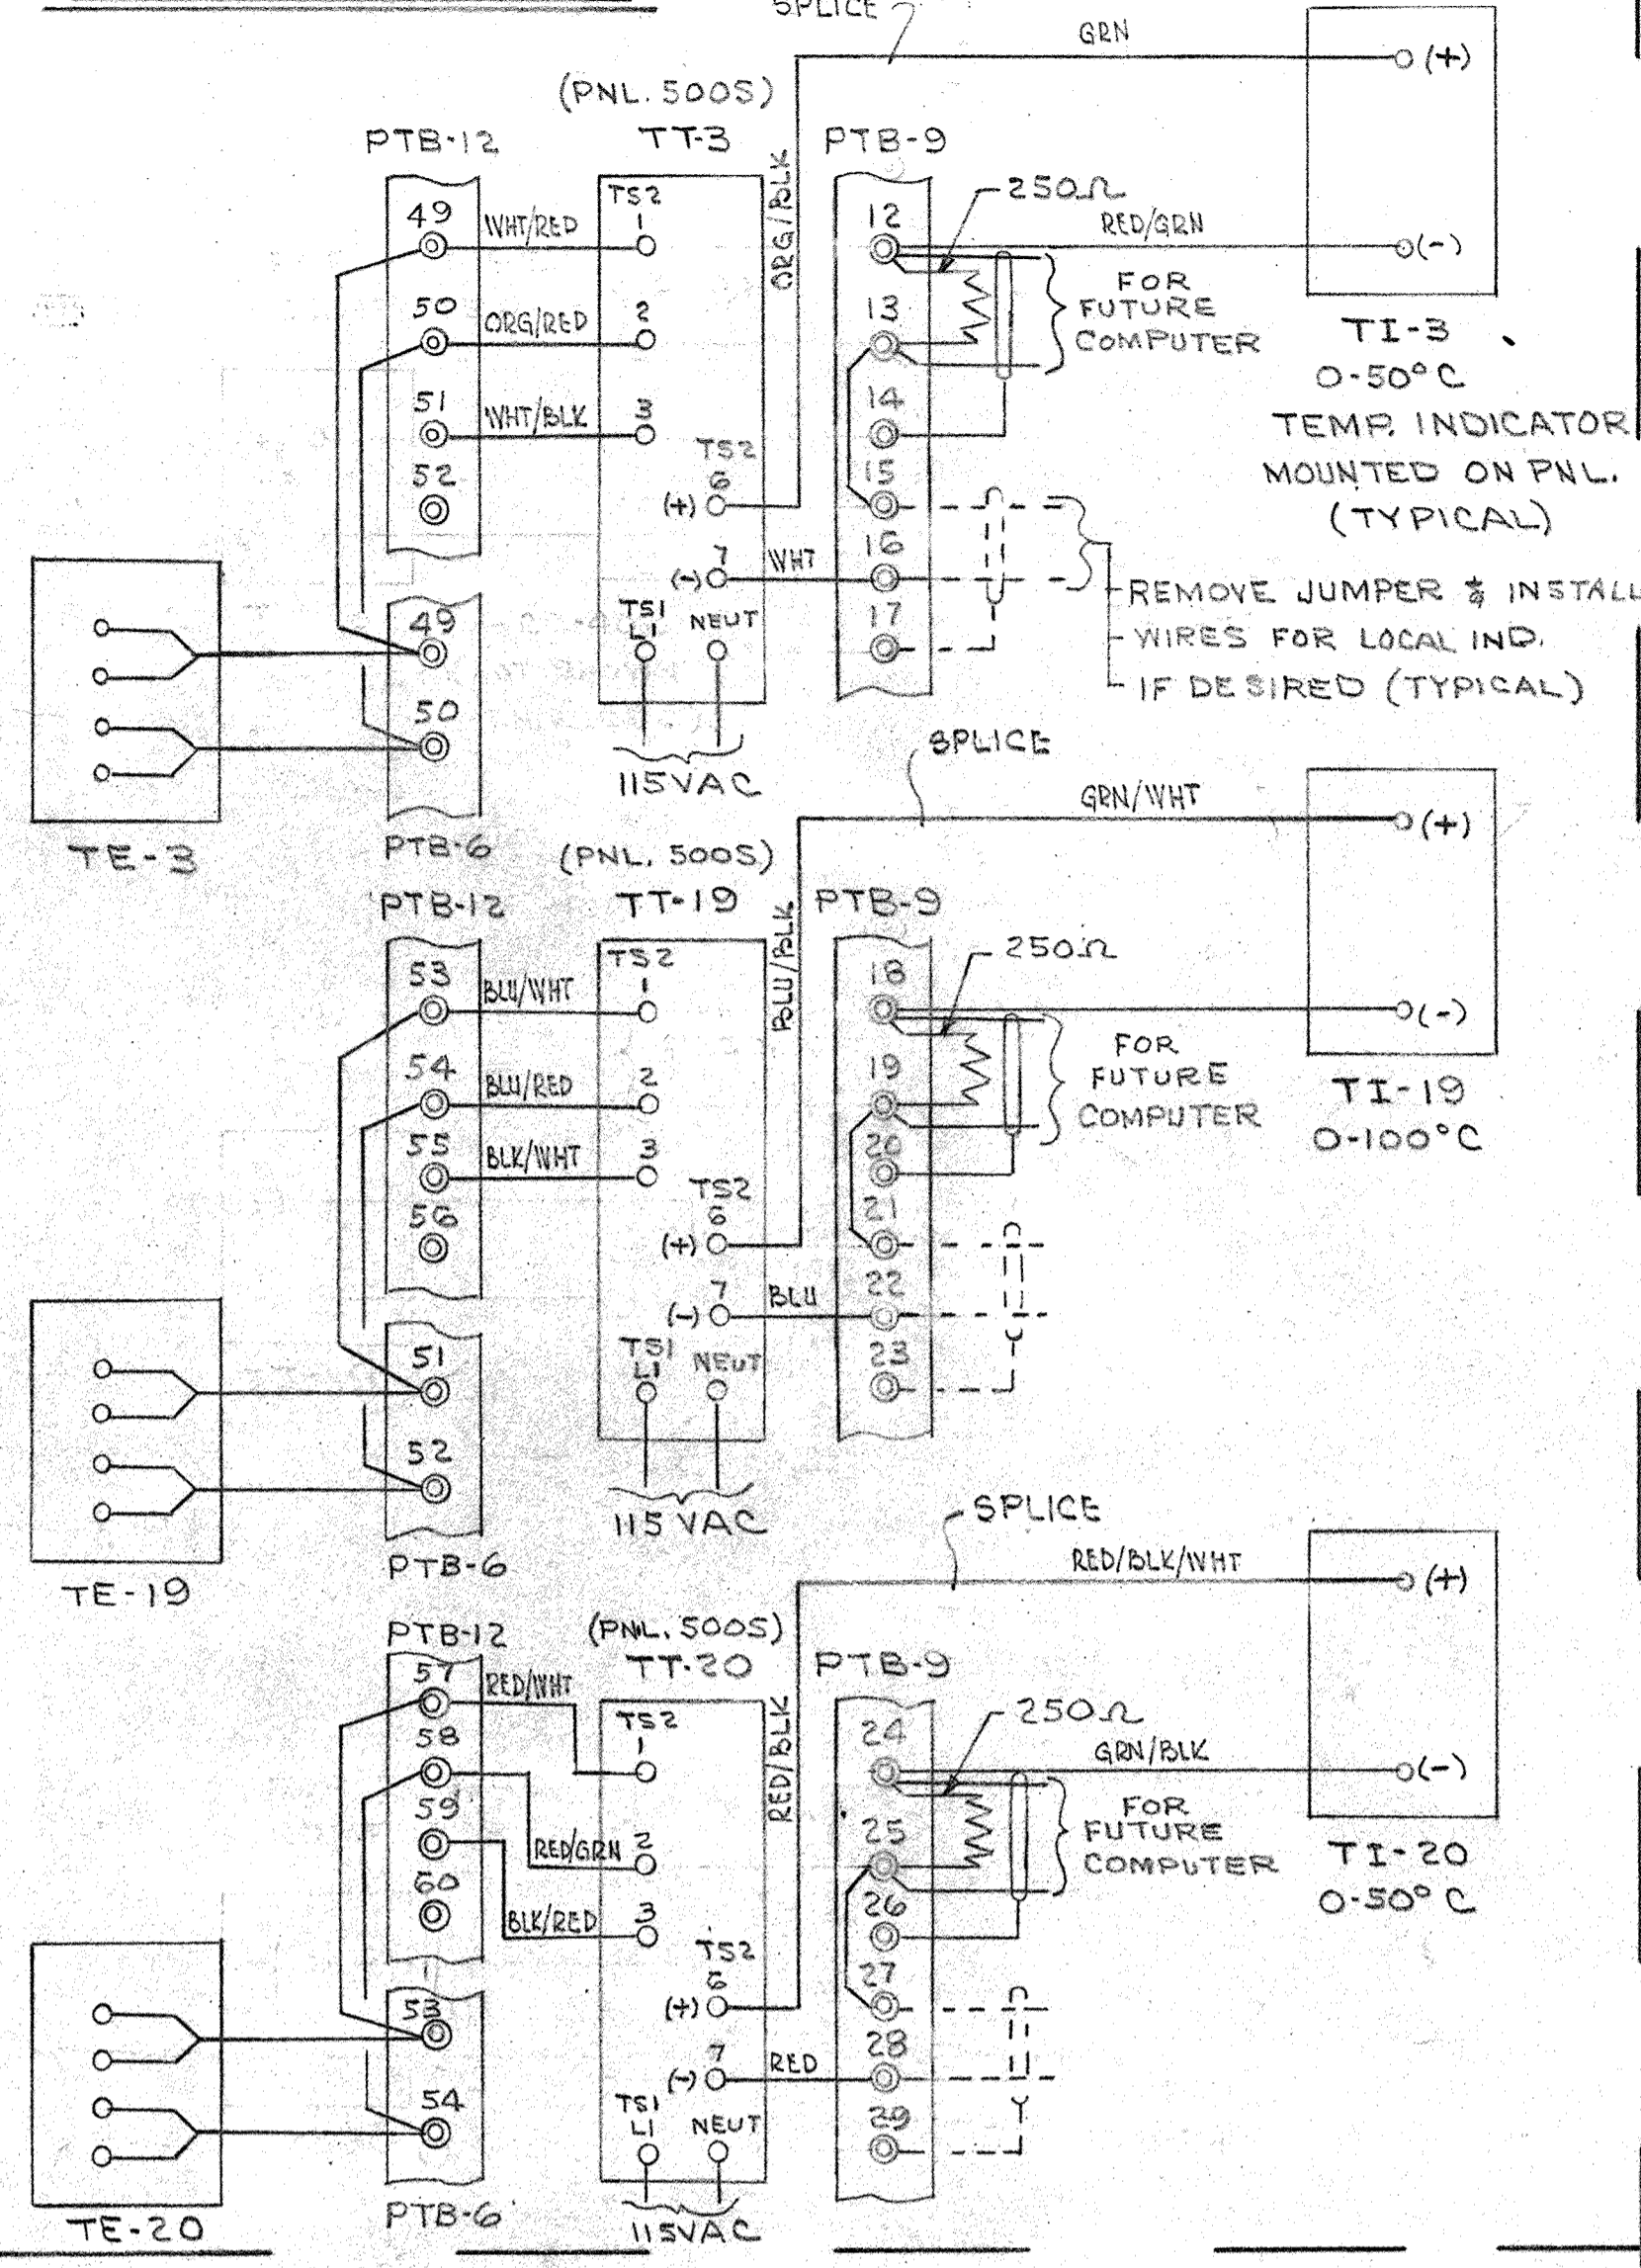 SPLICE
GRN
(+)
(PNL. 500S)
PTB-12
TT-3
PTB-9
ORG/BLK
49
WHT/RED
TS2
1
12
250Ω
RED/GRN
(-)
50
ORG/RED
2
13
FOR
FUTURE
COMPUTER
TI-3
0-50°C
TEMP. INDICATOR
MOUNTED ON PNL.
(TYPICAL)
51
WHT/BLK
3
14
52
TS2
6
(+)
15
7
(-)
WHT
16
REMOVE JUMPER & INSTALL
WIRES FOR LOCAL IND.
IF DESIRED (TYPICAL)
49
TS1
L1
NEUT
17
50
115VAC
TE-3
PTB-6
SPLICE
GRN/WHT
(+)
(PNL. 500S)
PTB-12
TT-19
PTB-9
BLU/BLK
53
BLU/WHT
TS2
1
18
250Ω
(-)
54
BLU/RED
2
19
FOR
FUTURE
COMPUTER
TI-19
0-100°C
55
BLK/WHT
3
20
56
TS2
6
(+)
21
7
(-)
BLU
22
51
TS1
L1
NEUT
23
52
115 VAC
TE-19
PTB-6
SPLICE
RED/BLK/WHT
(+)
PTB-12
(PNL. 500S)
TT-20
PTB-9
RED/BLK
57
RED/WHT
TS2
1
24
250Ω
GRN/BLK
(-)
58
59
RED/GRN
2
25
FOR
FUTURE
COMPUTER
TI-20
0-50°C
60
BLK/RED
3
26
TS2
6
(+)
27
53
7
(-)
RED
28
54
TS1
L1
NEUT
29
TE-20
PTB-6
115VAC